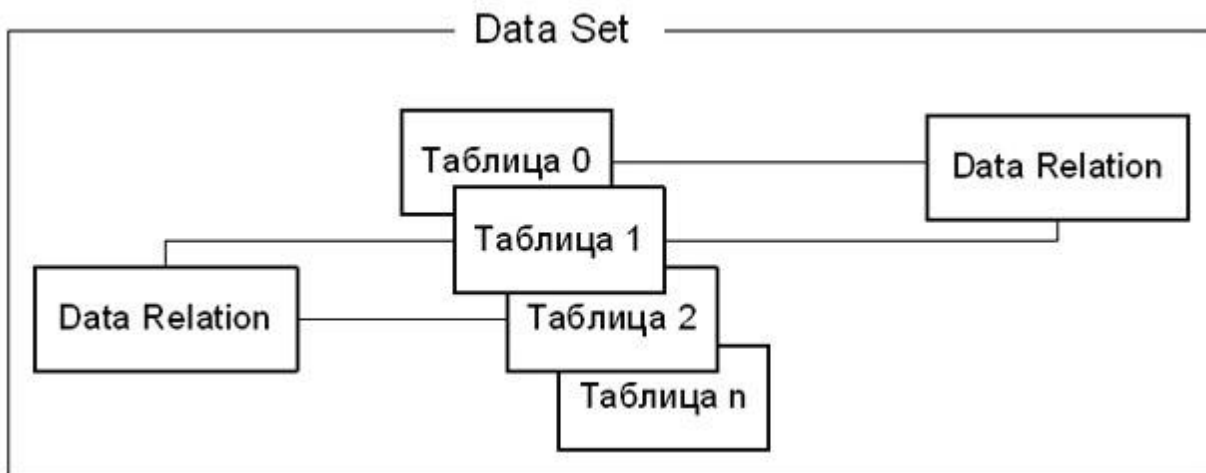 Data Set
Таблица 0
Data Relation
Таблица 1
Data Relation
Таблица 2
Таблица n